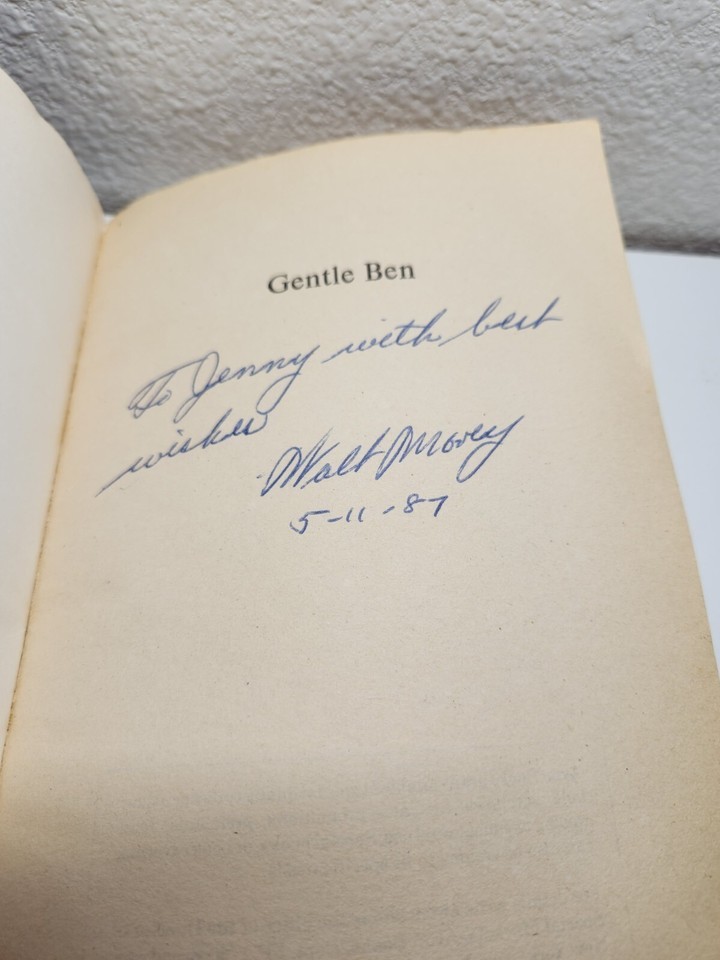 Gentle Ben
To Jenny with best
wishes
Walt Morey
5-11-87